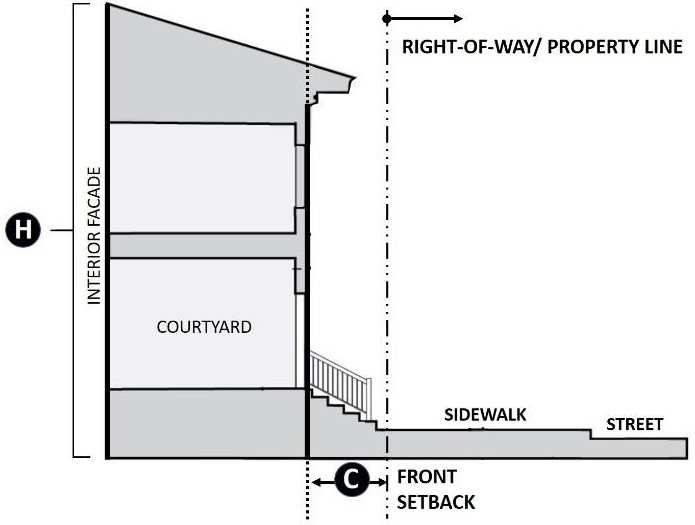 RIGHT-OF-WAY/ PROPERTY LINE
H
INTERIOR FACADE
COURTYARD
SIDEWALK
STREET
C
FRONT
SETBACK